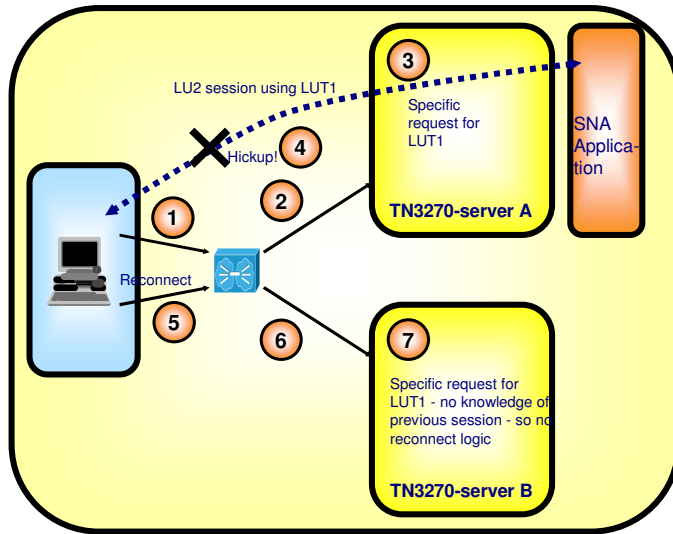 3
LU2 session using LUT1
Specific
request for
LUT1
SNA
Applica-
tion
Hickup!
4
2
1
TN3270-server A
Reconnect
5
6
7
Specific request for
LUT1 - no knowledge of
previous session - so no
reconnect logic
TN3270-server B